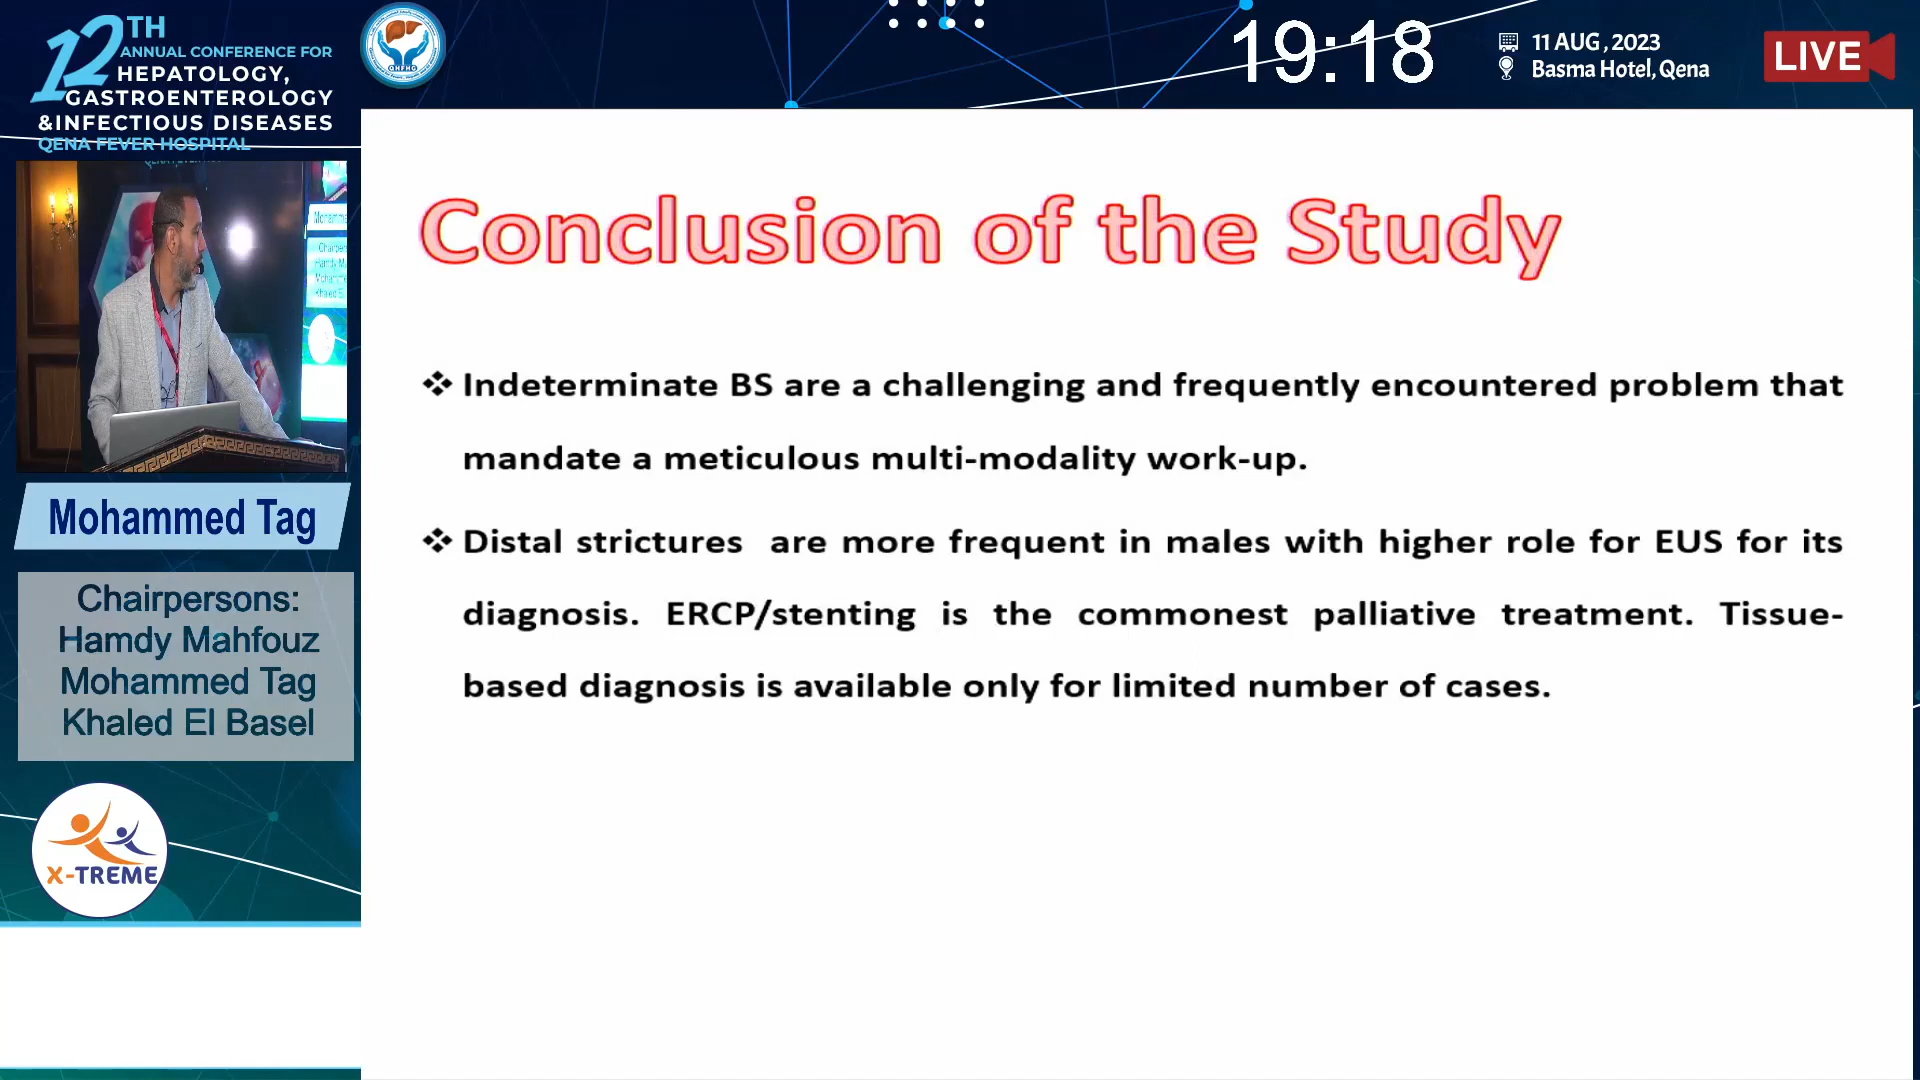 12TH
ANNUAL CONFERENCE FOR
HEPATOLOGY,
GASTROENTEROLOGY
&INFECTIOUS DISEASES
QENA FEVER HOSPITAL
QHFHG
19:18
11 AUG , 2023
Basma Hotel, Qena
LIVE
Mohammed Tag
Chairpersons:
Hamdy Mahfouz
Mohammed Tag
Khaled El Basel
X-TREME
Conclusion of the Study
❖ Indeterminate BS are a challenging and frequently encountered problem that
mandate a meticulous multi-modality work-up.
❖ Distal strictures are more frequent in males with higher role for EUS for its
diagnosis. ERCP/stenting is the commonest palliative treatment. Tissue-
based diagnosis is available only for limited number of cases.